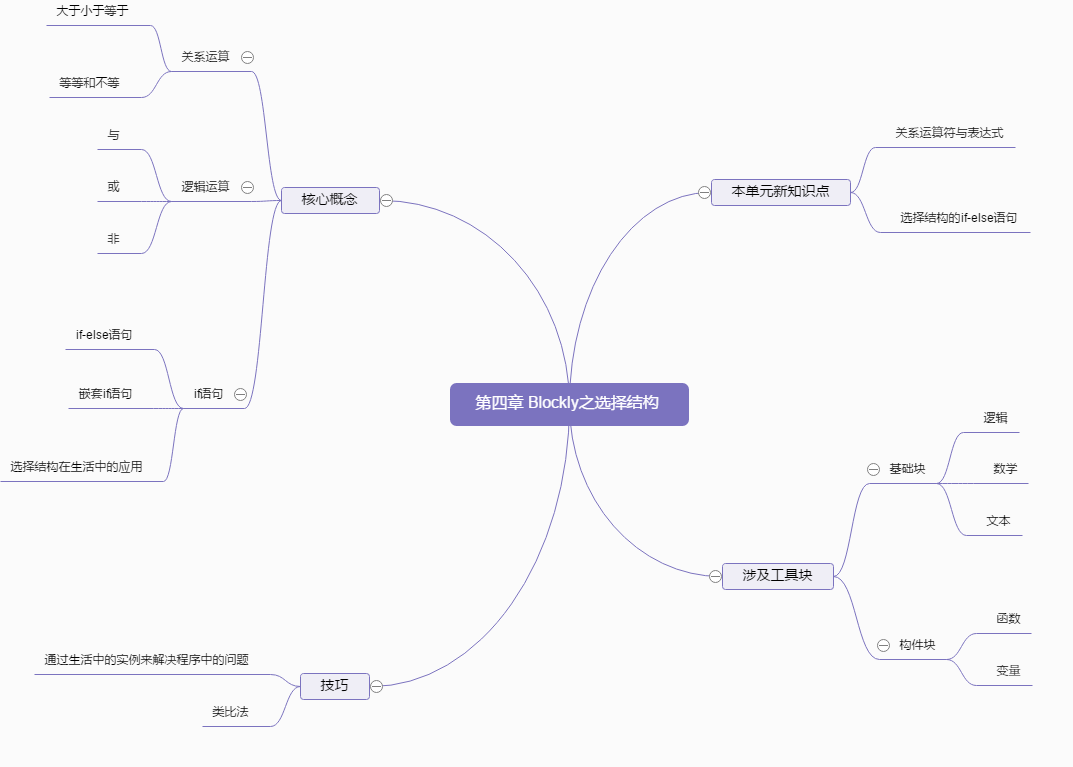 第四章 Blockly之选择结构
本单元新知识点
关系运算符与表达式
选择结构的if-else语句
涉及工具块
基础块
逻辑
数学
文本
构件块
函数
变量
核心概念
关系运算
大于小于等于
等等和不等
逻辑运算
与
或
非
if语句
if-else语句
嵌套if语句
选择结构在生活中的应用
技巧
通过生活中的实例来解决程序中的问题
类比法